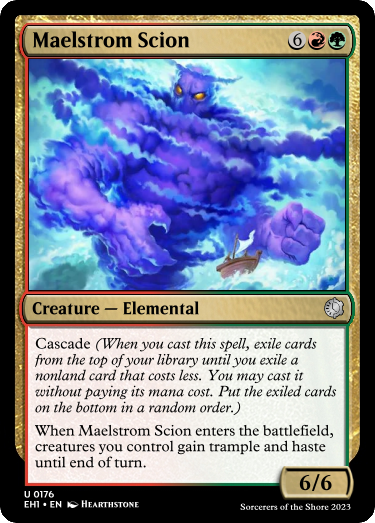 Maelstrom Scion 6
Creature — Elemental
Cascade (When you cast this spell, exile cards
from the top of your library until you exile a
nonland card that costs less. You may cast it
without paying its mana cost. Put the exiled cards
on the bottom in a random order.)
When Maelstrom Scion enters the battlefield,
creatures you control gain trample and haste
until end of turn.
6/6
U 0176
EH1 • EN Hearthstone
Sorcerers of the Shore 2023